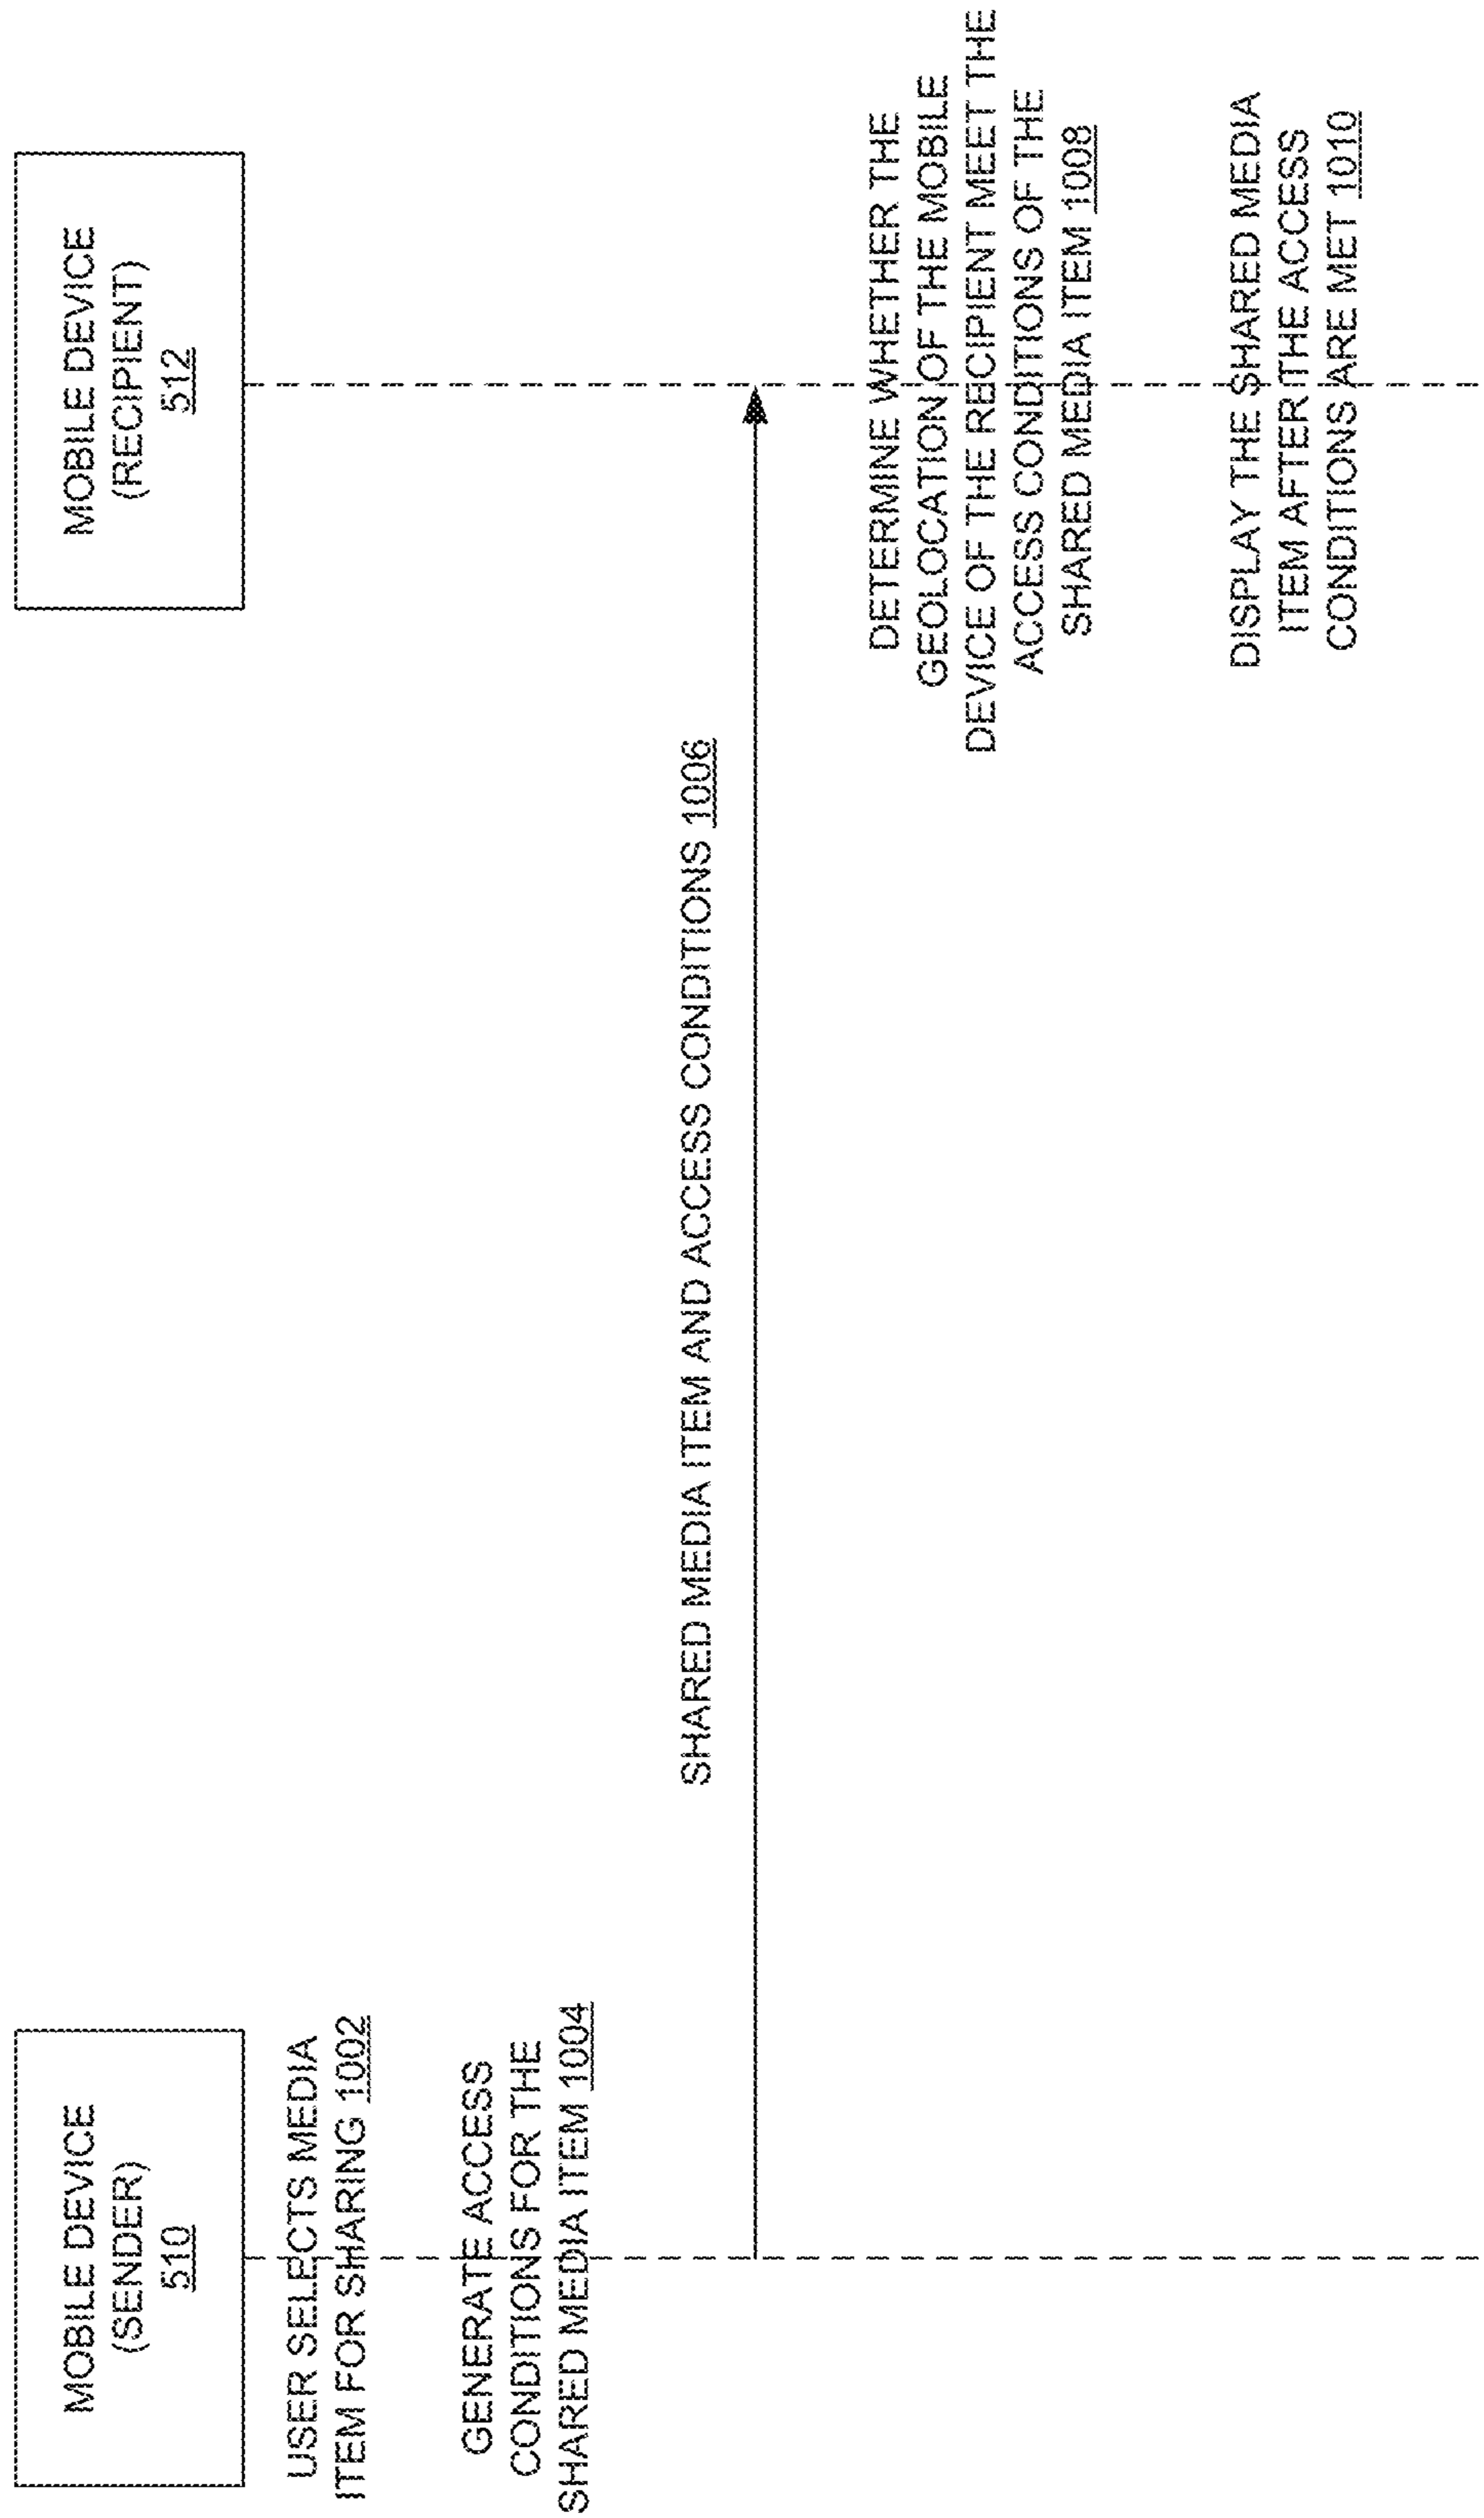 MOBILE DEVICE
(SENDER)
510
MOBILE DEVICE
(RECIPIENT)
512
USER SELECTS MEDIA
ITEM FOR SHARING 1002
GENERATE ACCESS
CONDITIONS FOR THE
SHARED MEDIA ITEM 1004
SHARED MEDIA ITEM AND ACCESS CONDITIONS 1006
DETERMINE WHETHER THE
GEOLOCATION OF THE MOBILE
DEVICE OF THE RECIPIENT MEET THE
ACCESS CONDITIONS OF THE
SHARED MEDIA ITEM 1008
DISPLAY THE SHARED MEDIA
ITEM AFTER THE ACCESS
CONDITIONS ARE MET 1010